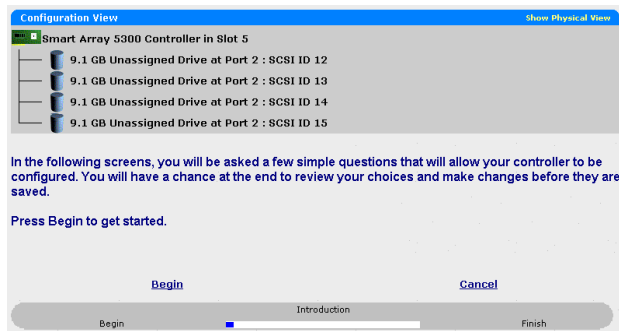 Configuration View Show Physical View
Smart Array 5300 Controller in Slot 5
9.1 GB Unassigned Drive at Port 2 : SCSI ID 12
9.1 GB Unassigned Drive at Port 2 : SCSI ID 13
9.1 GB Unassigned Drive at Port 2 : SCSI ID 14
9.1 GB Unassigned Drive at Port 2 : SCSI ID 15
In the following screens, you will be asked a few simple questions that will allow your controller to be
configured. You will have a chance at the end to review your choices and make changes before they are
saved.
Press Begin to get started.
Begin Cancel
Introduction
Begin Finish